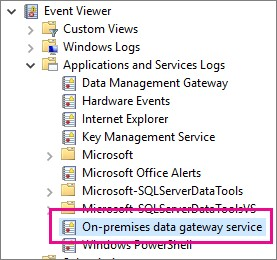 Event Viewer
Custom Views
Windows Logs
Applications and Services Logs
Data Management Gateway
Hardware Events
Internet Explorer
Key Management Service
Microsoft
Microsoft Office Alerts
Microsoft-SQLServerDataTools
Microsoft-SQLServerDataToolsVS
On-premises data gateway service
Windows PowerShell